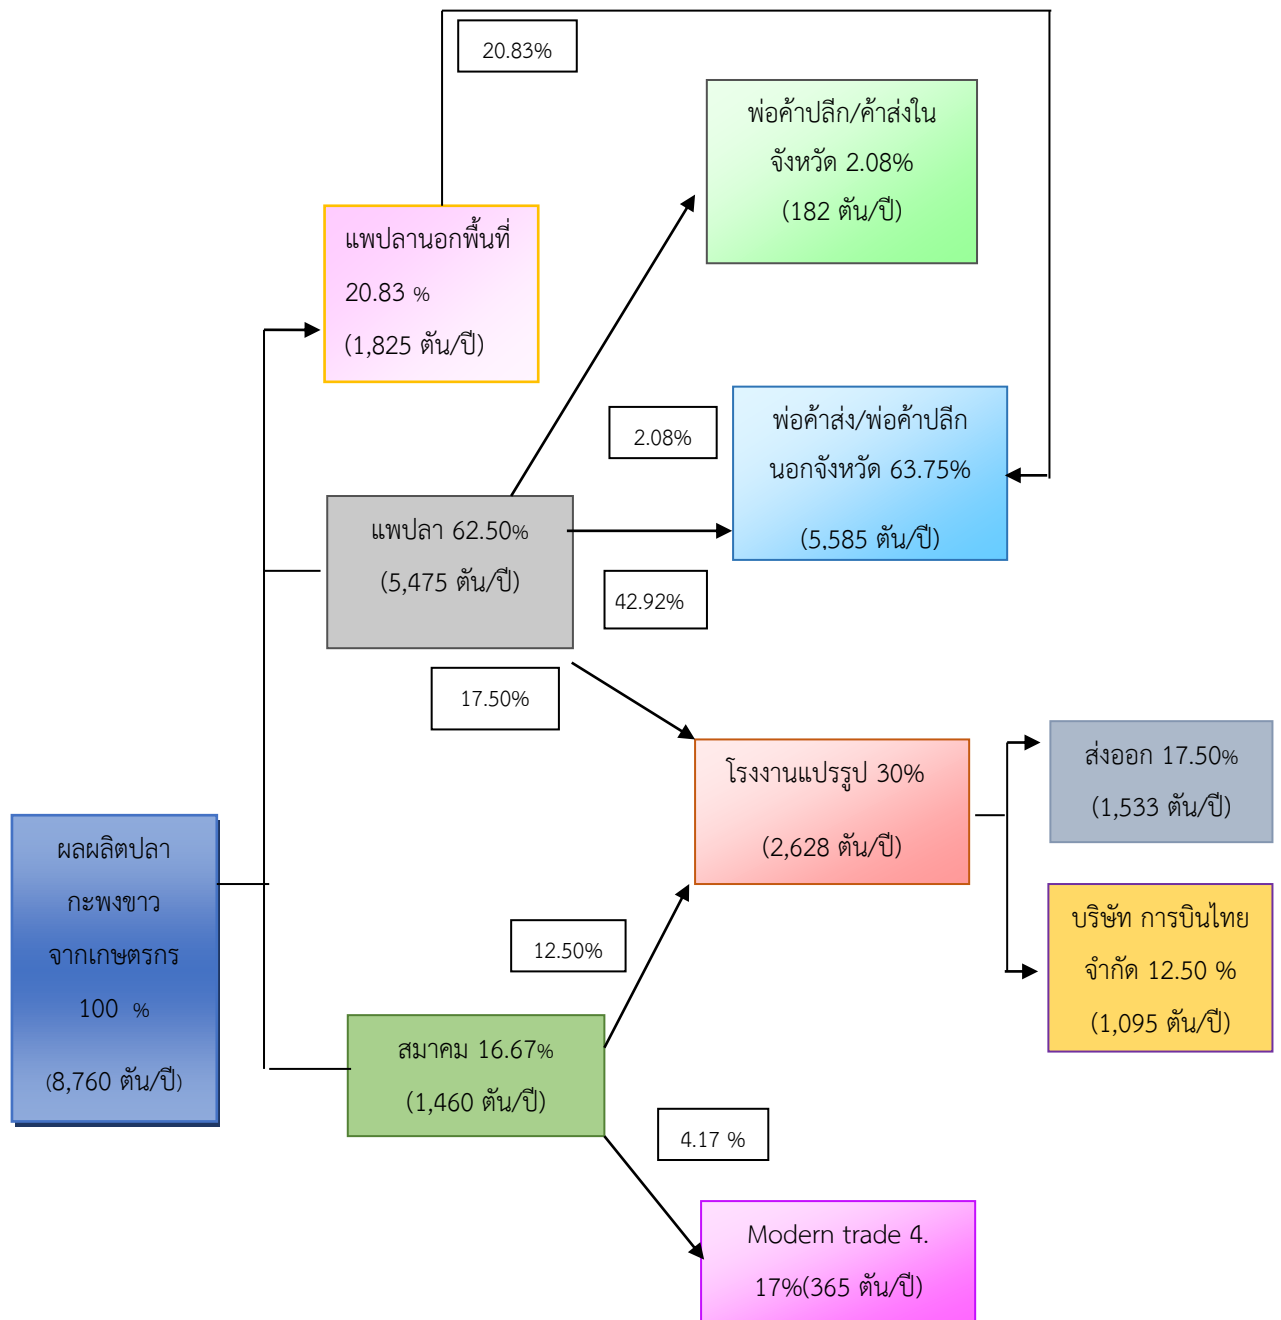 20.83%
พ่อค้าปลีก/ค้าส่งใน
จังหวัด 2.08%
(182 ตัน/ปี)
แพปลานอกพื้นที่
20.83 %
(1,825 ตัน/ปี)
2.08%
พ่อค้าส่ง/พ่อค้าปลีก
นอกจังหวัด 63.75%
(5,585 ตัน/ปี)
แพปลา 62.50%
(5,475 ตัน/ปี)
42.92%
17.50%
โรงงานแปรรูป 30%
(2,628 ตัน/ปี)
ส่งออก 17.50%
(1,533 ตัน/ปี)
ผลผลิตปลา
กะพงขาว
จากเกษตรกร
100 %
(8,760 ตัน/ปี)
บริษัท การบินไทย
จำกัด 12.50 %
(1,095 ตัน/ปี)
12.50%
สมาคม 16.67%
(1,460 ตัน/ปี)
4.17 %
Modern trade 4.
17%(365 ตัน/ปี)